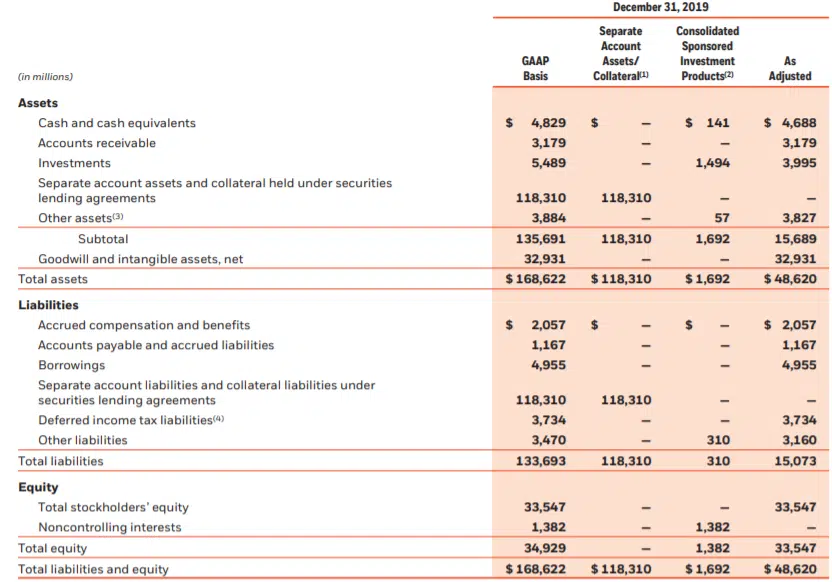 December 31, 2019
(in millions) GAAP Basis Separate Account Assets/ Collateral(1) Consolidated Sponsored Investment Products(2) As Adjusted
Assets
Cash and cash equivalents $ 4,829 $ — $ 141 $ 4,688
Accounts receivable 3,179 — — 3,179
Investments 5,489 — 1,494 3,995
Separate account assets and collateral held under securities
lending agreements 118,310 118,310 — —
Other assets(3) 3,884 — 57 3,827
Subtotal 135,691 118,310 1,692 15,689
Goodwill and intangible assets, net 32,931 — — 32,931
Total assets $ 168,622 $ 118,310 $ 1,692 $ 48,620
Liabilities
Accrued compensation and benefits $ 2,057 $ — $ — $ 2,057
Accounts payable and accrued liabilities 1,167 — — 1,167
Borrowings 4,955 — — 4,955
Separate account liabilities and collateral liabilities under
securities lending agreements 118,310 118,310 — —
Deferred income tax liabilities(4) 3,734 — — 3,734
Other liabilities 3,470 — 310 3,160
Total liabilities 133,693 118,310 310 15,073
Equity
Total stockholders’ equity 33,547 — — 33,547
Noncontrolling interests 1,382 — 1,382 —
Total equity 34,929 — 1,382 33,547
Total liabilities and equity $ 168,622 $ 118,310 $ 1,692 $ 48,620